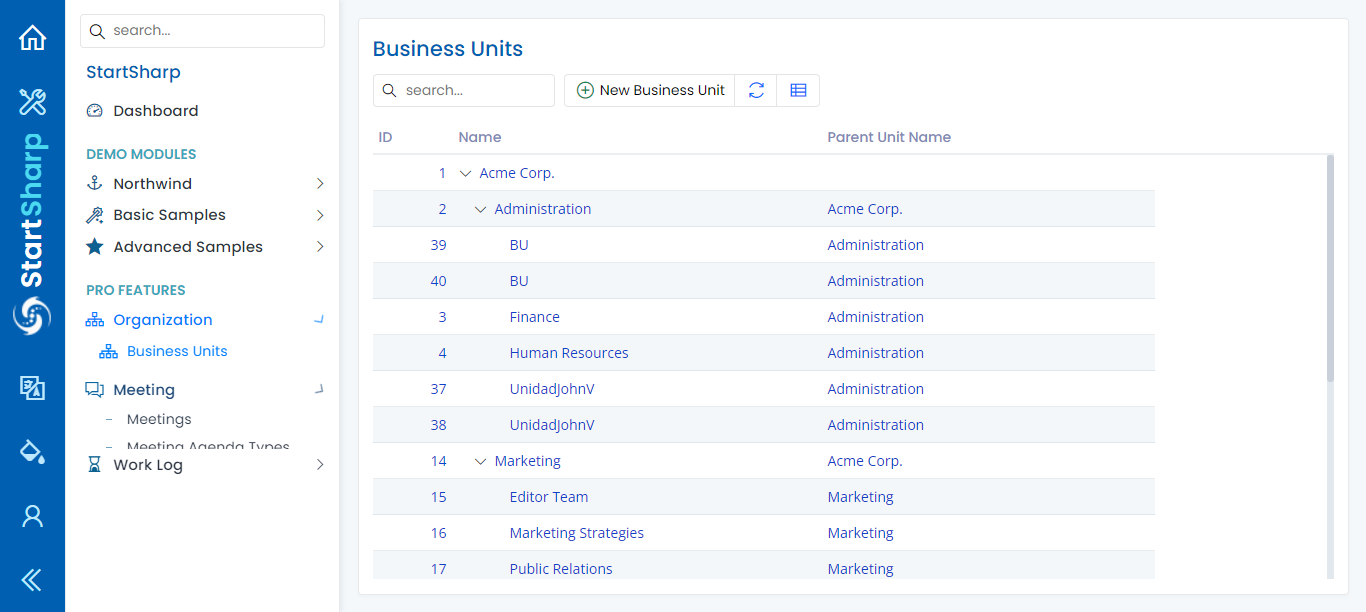 StartSharp
search...
StartSharp
Dashboard
DEMO MODULES
Northwind
Basic Samples
Advanced Samples
PRO FEATURES
Organization
Business Units
Meeting
Meetings
Meeting Agenda Types
Work Log
Business Units
search...
New Business Unit
ID Name Parent Unit Name
1 Acme Corp.
2 Administration Acme Corp.
39 BU Administration
40 BU Administration
3 Finance Administration
4 Human Resources Administration
37 UnidadJohnV Administration
38 UnidadJohnV Administration
14 Marketing Acme Corp.
15 Editor Team Marketing
16 Marketing Strategies Marketing
17 Public Relations Marketing